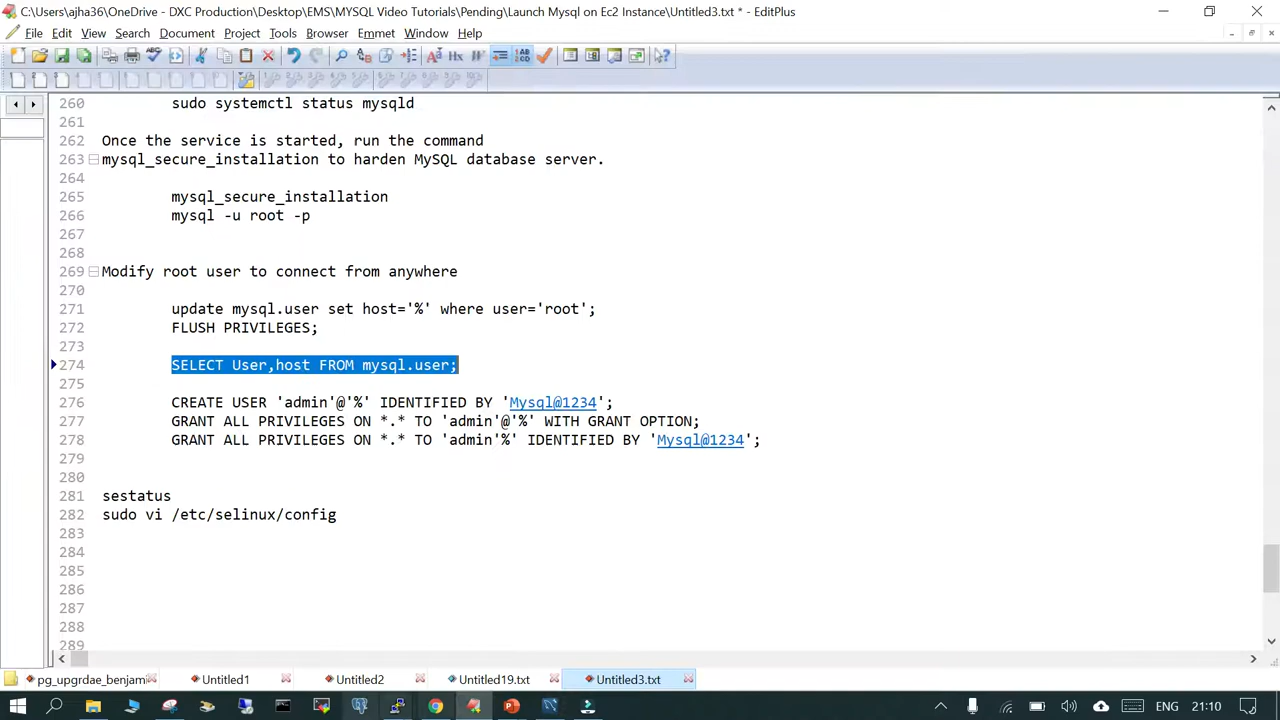 C:\Users\ajha36\OneDrive - DXC Production\Desktop\EMS\MYSQL Video Tutorials\Pending\Launch Mysql on Ec2 Instance\Untitled3.txt * - EditPlus
File Edit View Search Document Project Tools Browser Emmet Window Help
260 sudo systemctl status mysqld
261
262 Once the service is started, run the command
263 mysql_secure_installation to harden MySQL database server.
264
265 mysql_secure_installation
266 mysql -u root -p
267
268
269 Modify root user to connect from anywhere
270
271 update mysql.user set host='%' where user='root';
272 FLUSH PRIVILEGES;
273
274 SELECT User,host FROM mysql.user;
275
276 CREATE USER 'admin'@'%' IDENTIFIED BY 'Mysql@1234';
277 GRANT ALL PRIVILEGES ON *.* TO 'admin'@'%' WITH GRANT OPTION;
278 GRANT ALL PRIVILEGES ON *.* TO 'admin'%' IDENTIFIED BY 'Mysql@1234';
279
280
281 sestatus
282 sudo vi /etc/selinux/config
283
284
285
286
287
288
289
pg_upgrdae_benjam Untitled1 Untitled2 Untitled19.txt Untitled3.txt
ENG 21:10